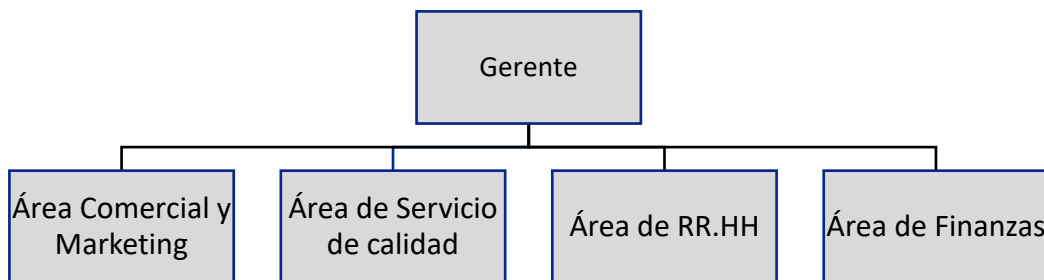 Gerente
Área Comercial y
Marketing
Área de Servicio
de calidad
Área de RR.HH
Área de Finanzas